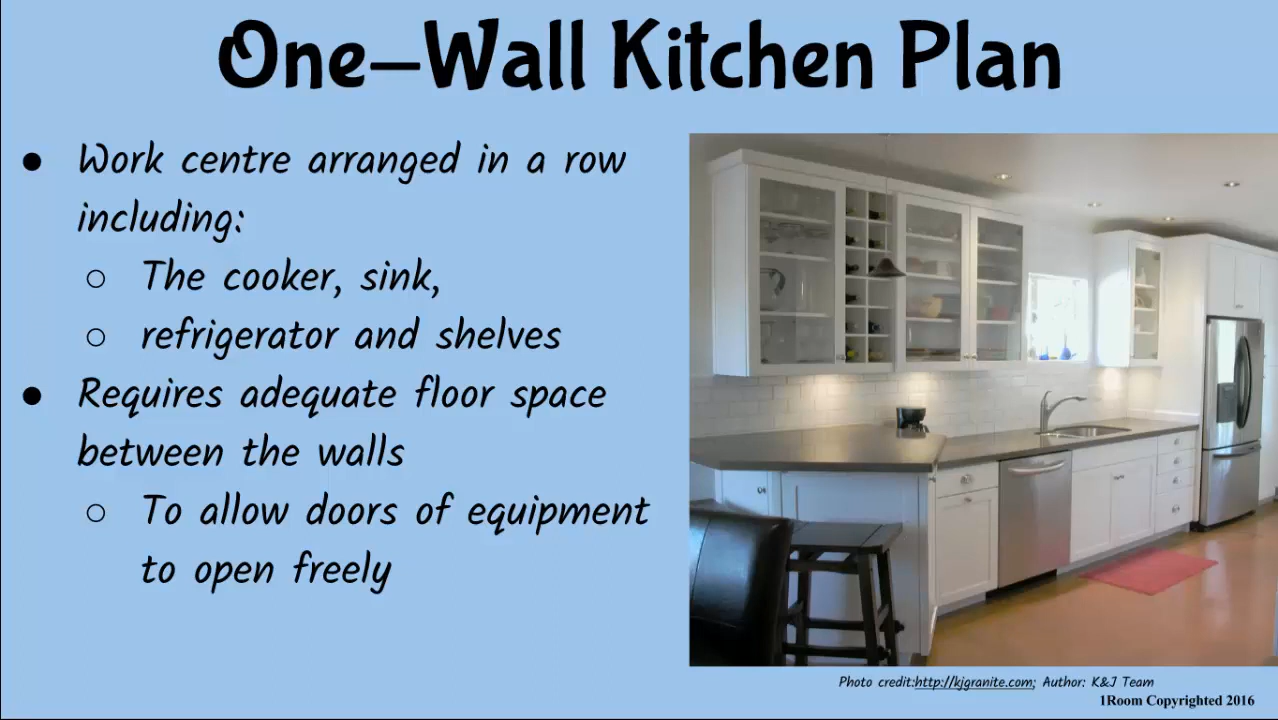 One-Wall Kitchen Plan
● Work centre arranged in a row
including:
○ The cooker, sink,
○ refrigerator and shelves
● Requires adequate floor space
between the walls
○ To allow doors of equipment
to open freely
Photo credit:http://kjgranite.com; Author: K&J Team
1Room Copyrighted 2016